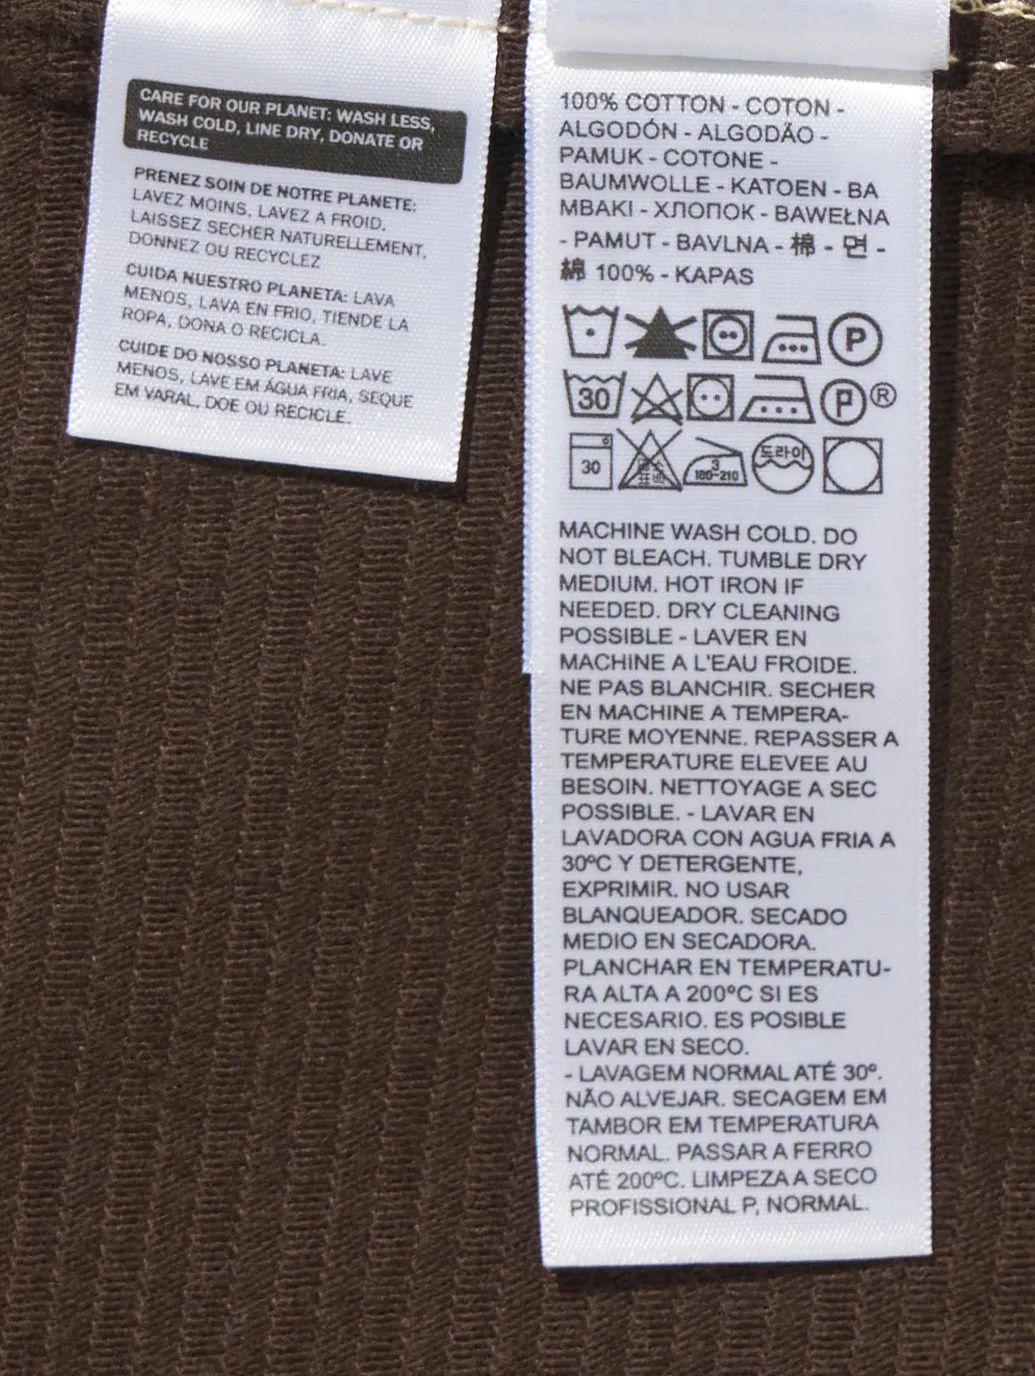 CARE FOR OUR PLANET: WASH LESS,
WASH COLD, LINE DRY, DONATE OR
RECYCLE
PRENEZ SOIN DE NOTRE PLANETE:
LAVEZ MOINS, LAVEZ A FROID,
LAISSEZ SECHER NATURELLEMENT,
DONNEZ OU RECYCLEZ
CUIDA NUESTRO PLANETA: LAVA
MENOS, LAVA EN FRIO, TIENDE LA
ROPA, DONA O RECICLA.
CUIDE DO NOSSO PLANETA: LAVE
MENOS, LAVE EM ÁGUA FRIA, SEQUE
EM VARAL, DOE OU RECICLE.
100% COTTON - COTON -
ALGODÓN - ALGODÃO -
PAMUK - COTONE -
BAUMWOLLE - KATOEN - ΒΑ
ΜΒΑΚΙ - ХЛОПОК - BAWEŁNA
- PAMUT - BAVLNA - 棉 - 면 -
綿 100% - KAPAS
P
30 P ®
30 3 160-210 드라이
MACHINE WASH COLD. DO
NOT BLEACH. TUMBLE DRY
MEDIUM. HOT IRON IF
NEEDED. DRY CLEANING
POSSIBLE - LAVER EN
MACHINE A L'EAU FROIDE.
NE PAS BLANCHIR. SECHER
EN MACHINE A TEMPERA-
TURE MOYENNE. REPASSER A
TEMPERATURE ELEVEE AU
BESOIN. NETTOYAGE A SEC
POSSIBLE. - LAVAR EN
LAVADORA CON AGUA FRIA A
30ºC Y DETERGENTE,
EXPRIMIR. NO USAR
BLANQUEADOR. SECADO
MEDIO EN SECADORA.
PLANCHAR EN TEMPERATU-
RA ALTA A 200ºC SI ES
NECESARIO. ES POSIBLE
LAVAR EN SECO.
- LAVAGEM NORMAL ATÉ 30º.
NÃO ALVEJAR. SECAGEM EM
TAMBOR EM TEMPERATURA
NORMAL. PASSAR A FERRO
ATÉ 200ºC. LIMPEZA A SECO
PROFISSIONAL P, NORMAL.